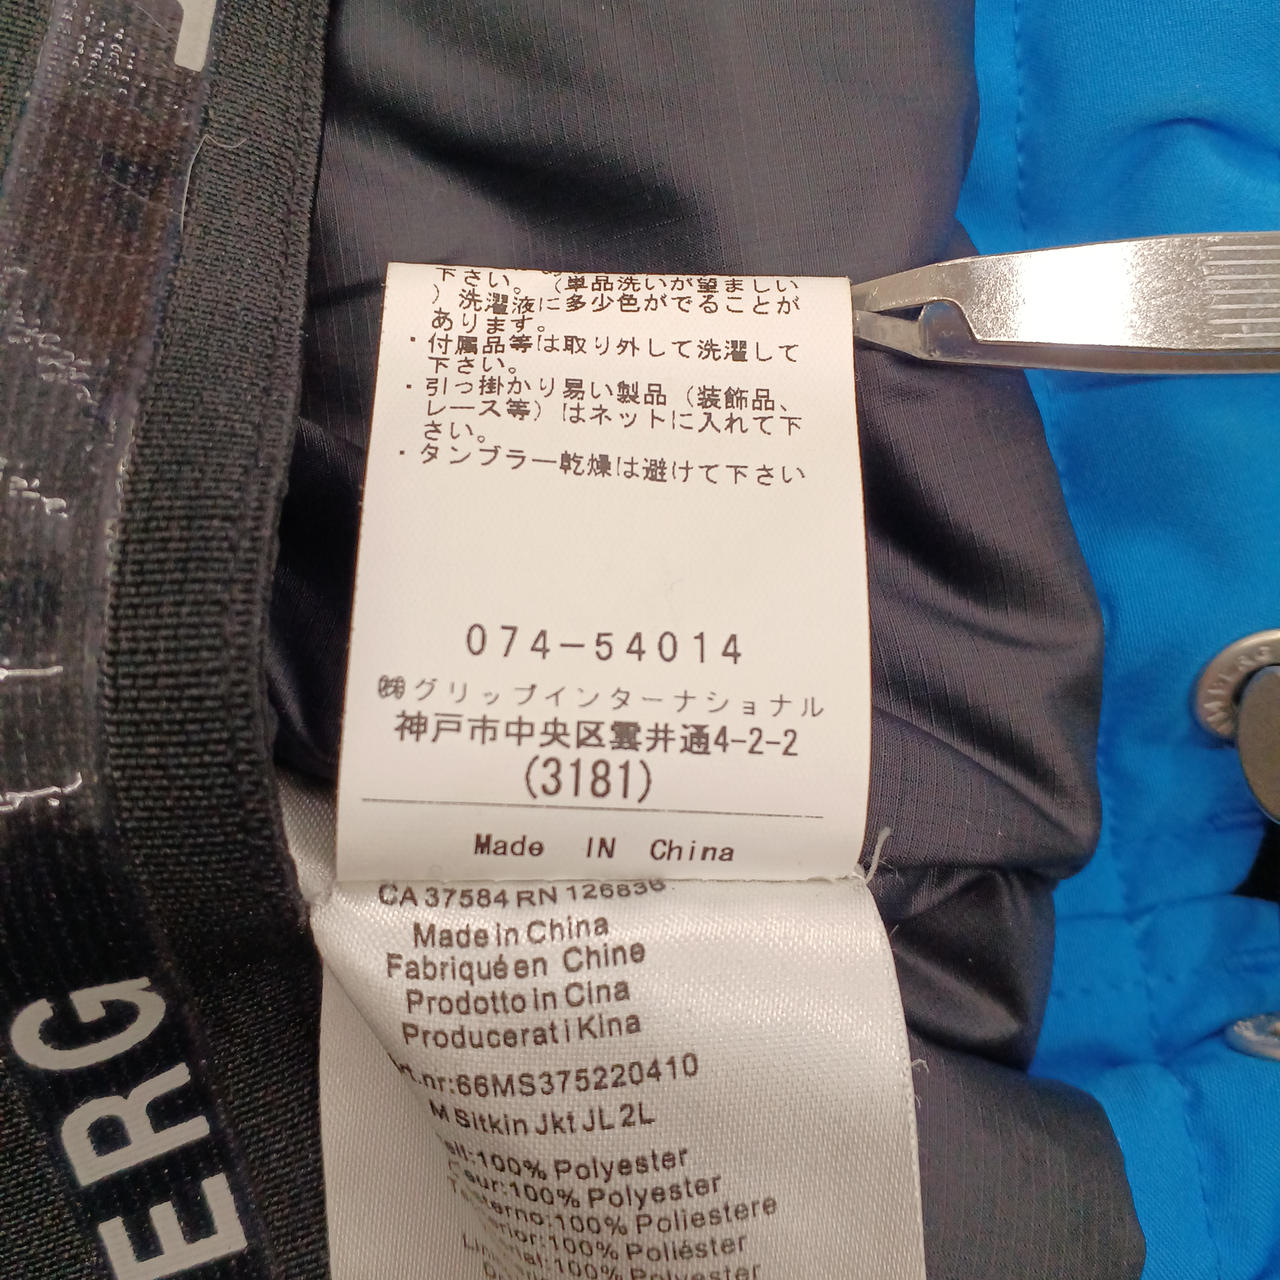 下さい。(単品洗いが望ましい
)洗濯液に多少色がでることが
あります。
・付属品等は取り外して洗濯して
下さい。
・引っ掛かり易い製品(装飾品、
レース等)はネットに入れて下
さい。
・タンブラー乾燥は避けて下さい
074-54014
㈱グリップインターナショナル
神戸市中央区雲井通4-2-2
(3181)
Made IN China
CA 37584 RN 126836
Made in China
Fabriqué en Chine
Prodotto in Cina
Producerat i Kina
Art.nr:66MS375220410
M Sitkin Jkt JL 2L
100% Polyester
100% Polyester
100% Poliestere
100% Poliéster
Polyester
ERG